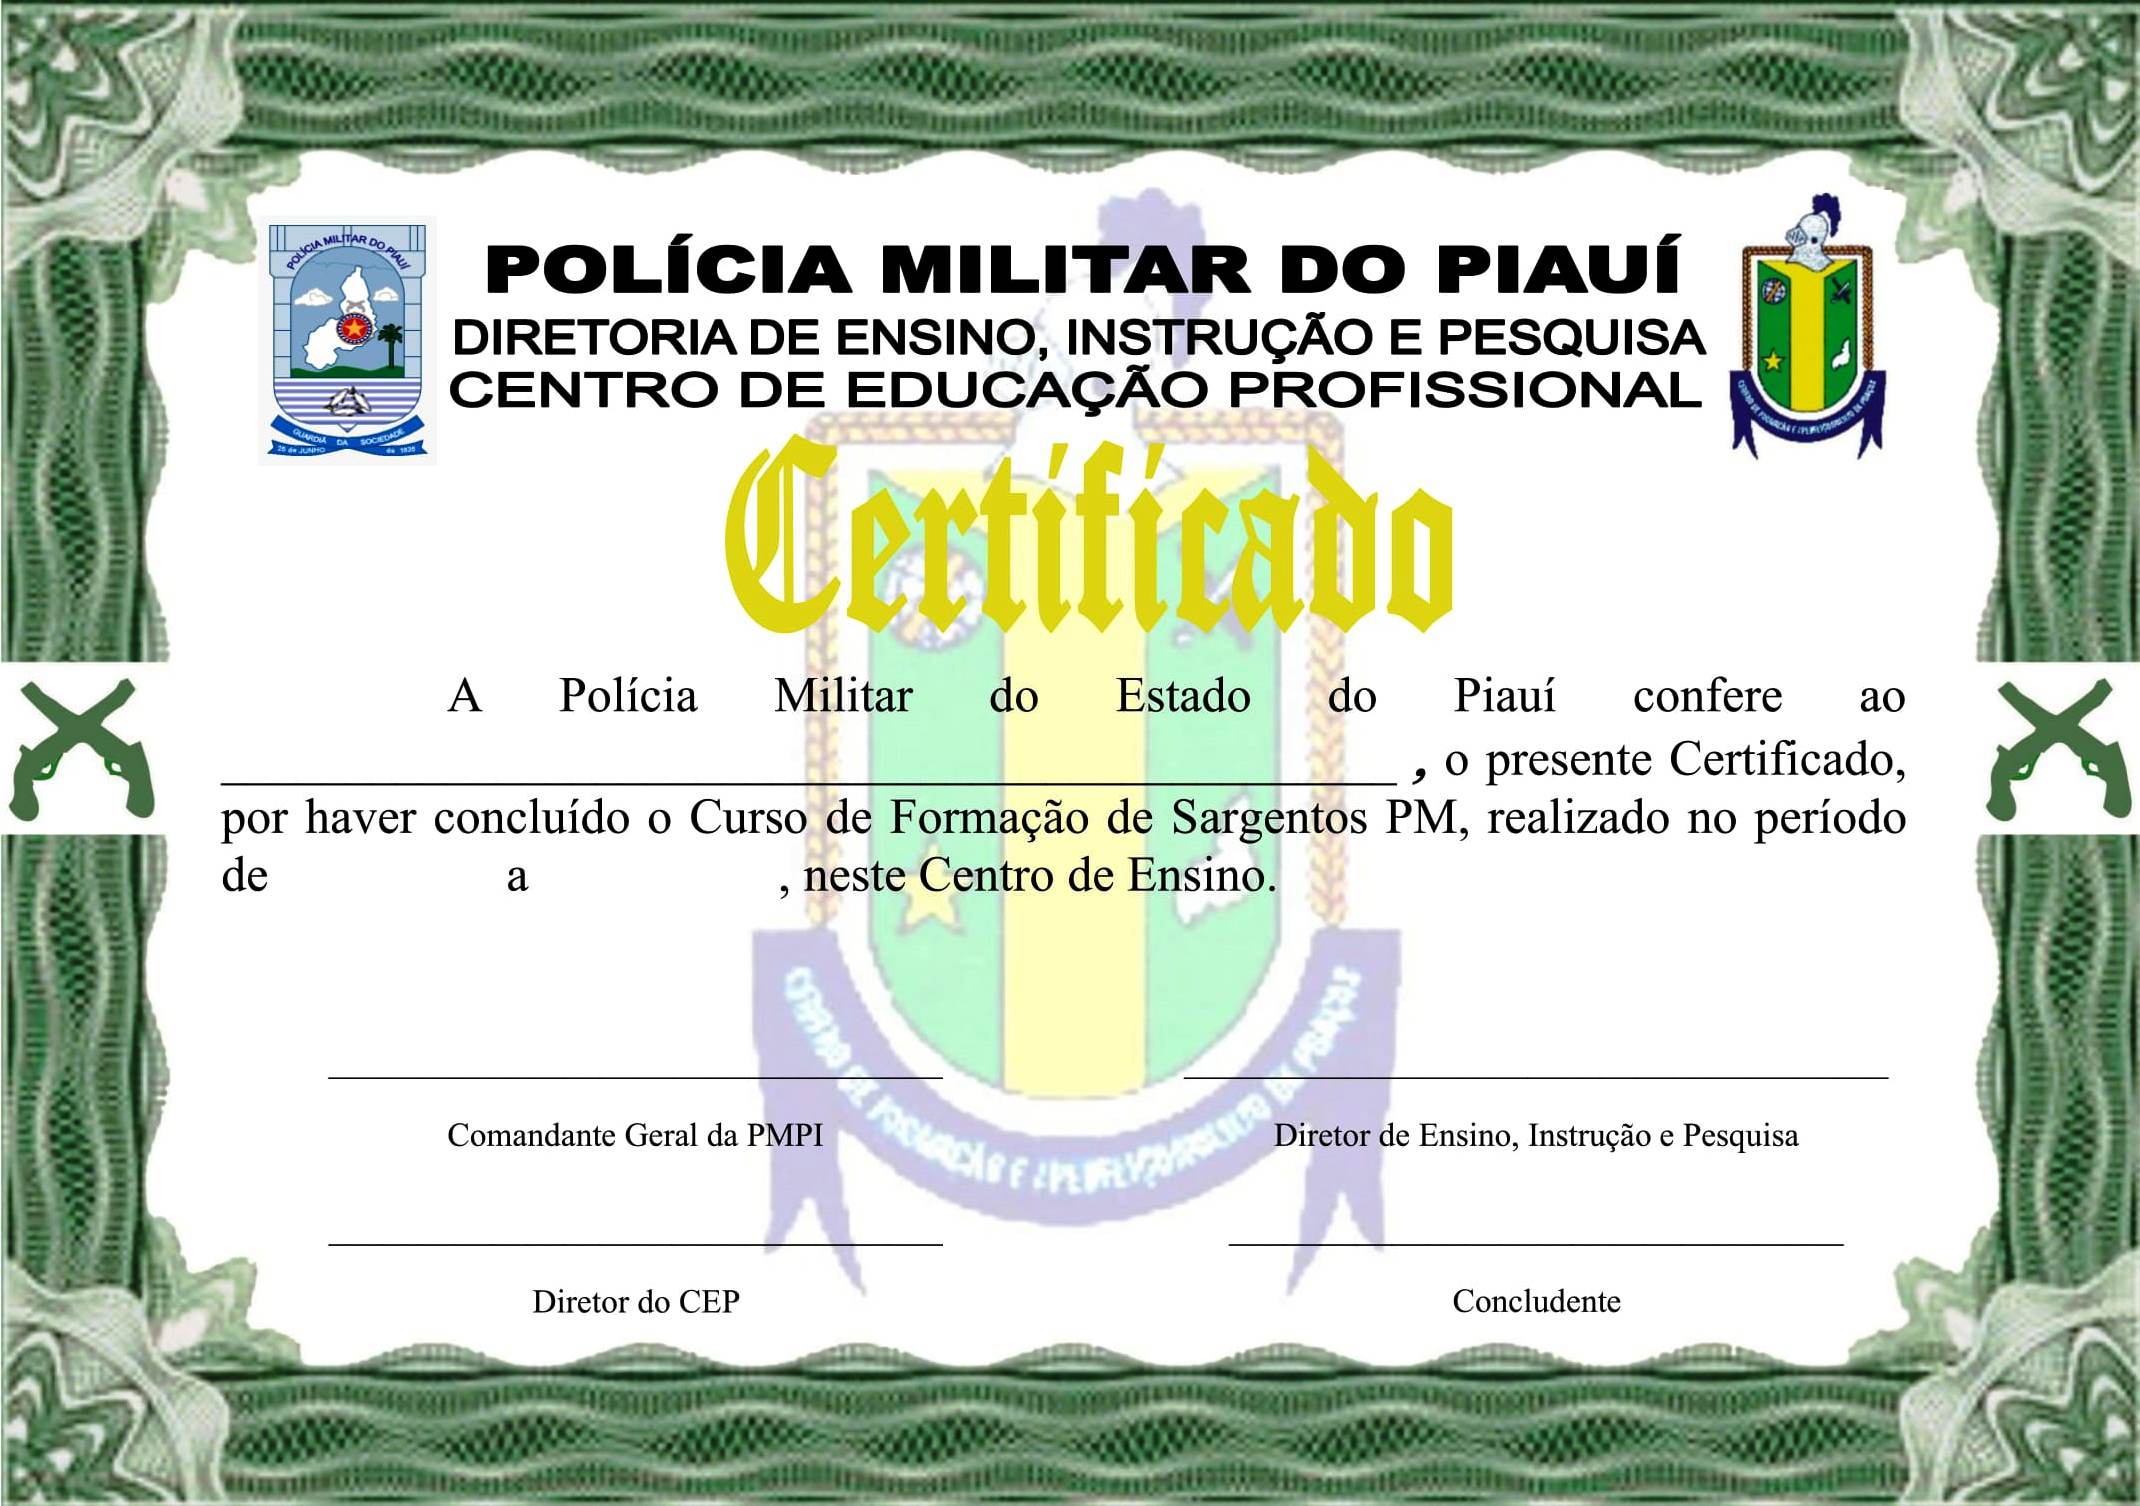 POLÍCIA MILITAR DO PIAUÍ
DIRETORIA DE ENSINO, INSTRUÇÃO E PESQUISA
CENTRO DE EDUCAÇÃO PROFISSIONAL
POLÍCIA MILITAR DO PIAUÍ
GUARDIÃ DA SOCIEDADE
25 de JUNHO de 1835
Certificado
A Polícia Militar do Estado do Piauí confere ao
, o presente Certificado,
por haver concluído o Curso de Formação de Sargentos PM, realizado no período
de a , neste Centro de Ensino.
Comandante Geral da PMPI
Diretor de Ensino, Instrução e Pesquisa
Diretor do CEP
Concludente